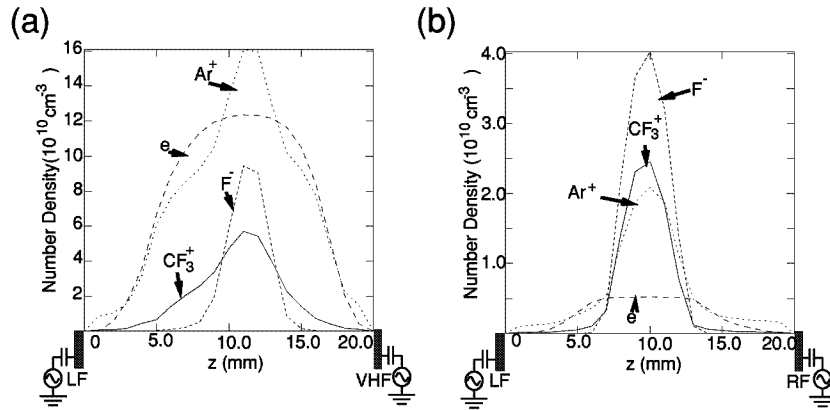 (a)
Number Density(10^10 cm^-3)
16
14
12
10
8
6
4
2
Ar^+
e
F^-
CF3^+
0 5.0 10.0 15.0 20.0
z (mm)
LF
VHF
(b)
Number Density (10^10 cm^-3)
4.0
3.0
2.0
1.0
F^-
CF3^+
Ar^+
e
0 5.0 10.0 15.0 20.0
z (mm)
LF
RF